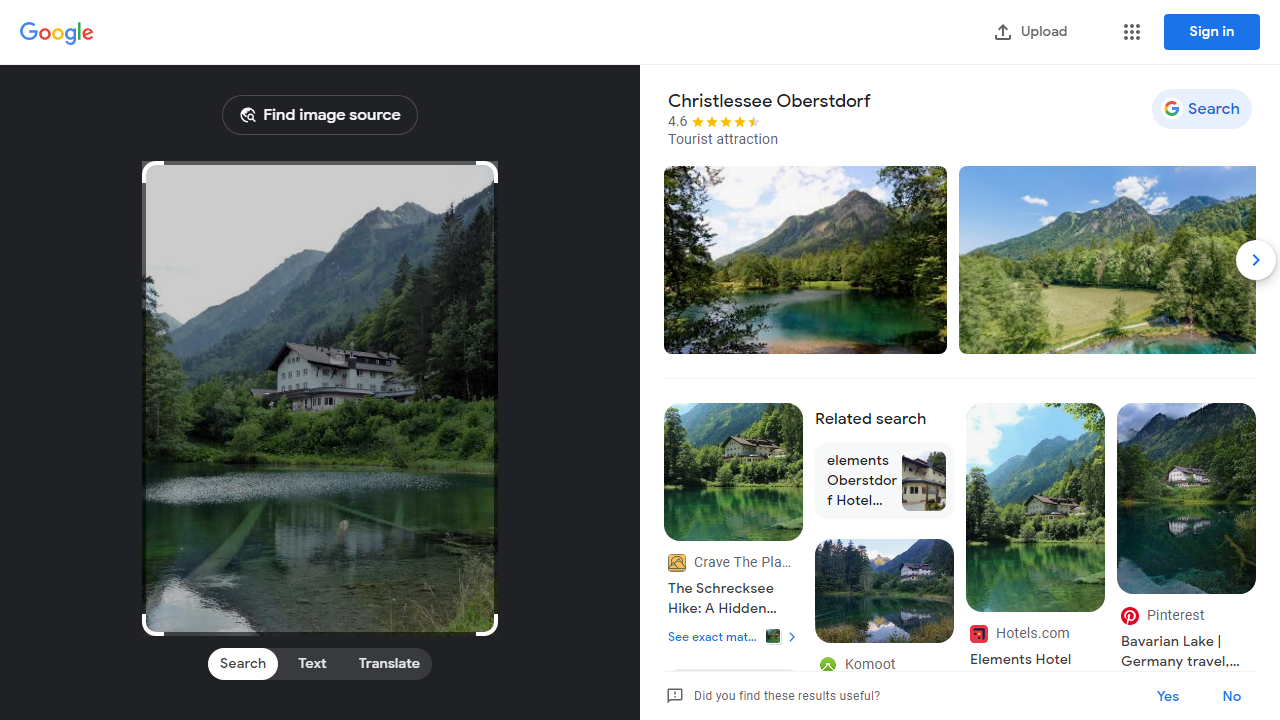 Google
Upload
Sign in
Find image source
Search
Text
Translate
Christlessee Oberstdorf
4.6
Tourist attraction
Search
Crave The Pla...
The Schrecksee
Hike: A Hidden...
See exact mat...
Related search
elements
Oberstdor
f Hotel...
Komoot
Hotels.com
Elements Hotel
Pinterest
Bavarian Lake |
Germany travel,...
Did you find these results useful?
Yes
No